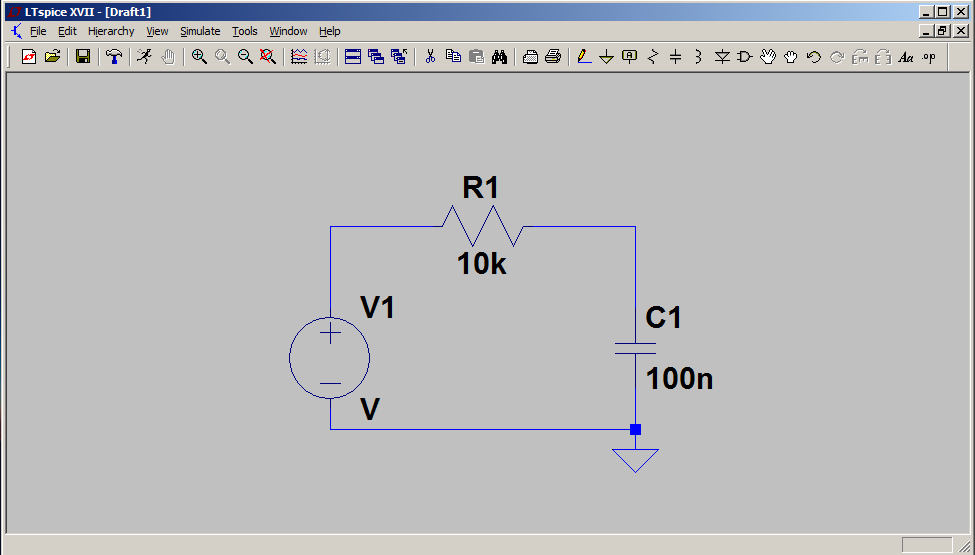 LTspice XVII - [Draft1]
File Edit Hierarchy View Simulate Tools Window Help
Aa .op
R1
10k
V1
V
C1
100n